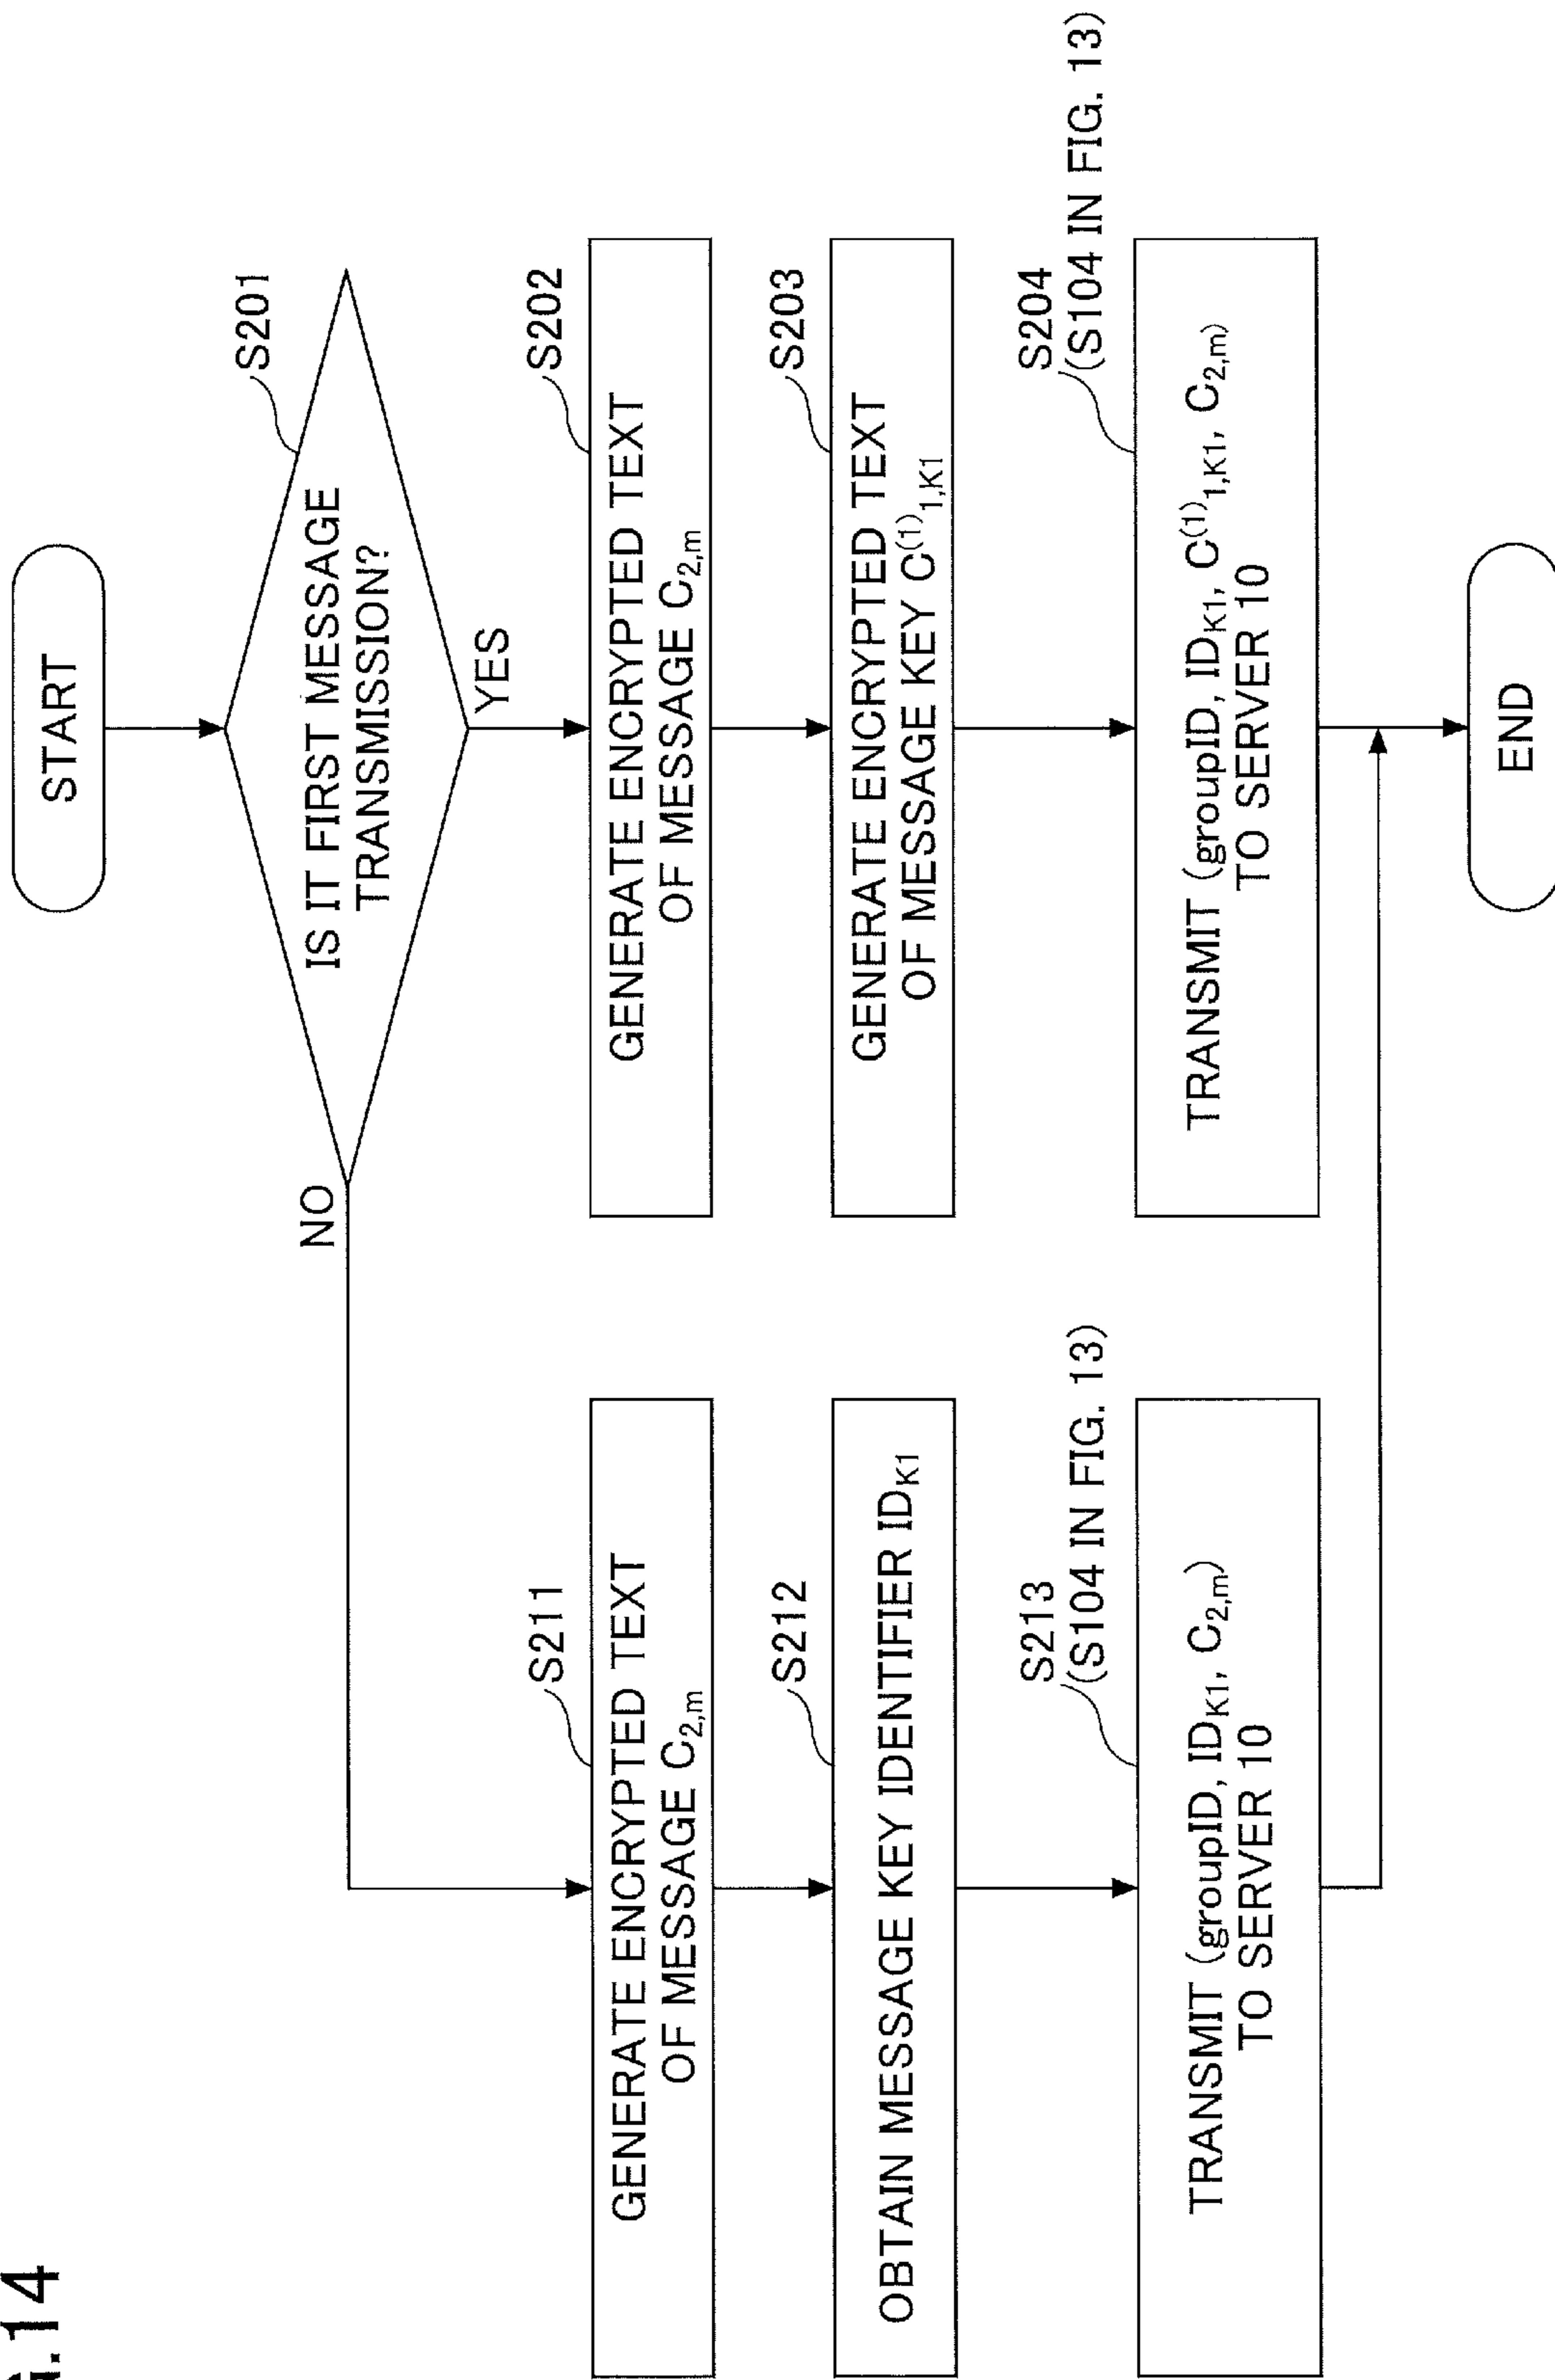 G.14
START
IS IT FIRST MESSAGE
TRANSMISSION?
S201
NO
YES
GENERATE ENCRYPTED TEXT
OF MESSAGE C2,m
S202
GENERATE ENCRYPTED TEXT
OF MESSAGE KEY C(1)1,K1
S203
TRANSMIT (groupID, IDK1, C(1)1,K1, C2,m)
TO SERVER 10
S204
(S104 IN FIG. 13)
GENERATE ENCRYPTED TEXT
OF MESSAGE C2,m
S211
OBTAIN MESSAGE KEY IDENTIFIER IDK1
S212
TRANSMIT (groupID, IDK1, C2,m)
TO SERVER 10
S213
(S104 IN FIG. 13)
END